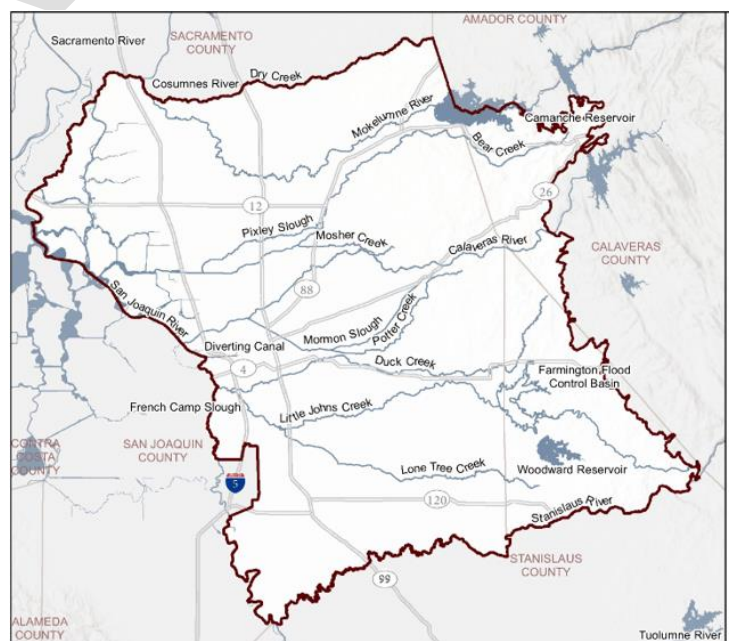 AMADOR COUNTY
Sacramento River
SACRAMENTO
COUNTY
Dry Creek
Cosumnes River
Mokelumne River
Camanche Reservoir
Bear Creek
26
12
Pixley Slough
Mosher Creek
Calaveras River
CALAVERAS
COUNTY
88
San Joaquin River
Mormon Slough
Potter Creek
Diverting Canal
4
Duck Creek
Farmington Flood
Control Basin
French Camp Slough
Little Johns Creek
CONTRA
COSTA
COUNTY
SAN JOAQUIN
COUNTY
Lone Tree Creek
Woodward Reservoir
5
120
Stanislaus River
STANISLAUS
COUNTY
99
ALAMEDA
COUNTY
Tuolumne River